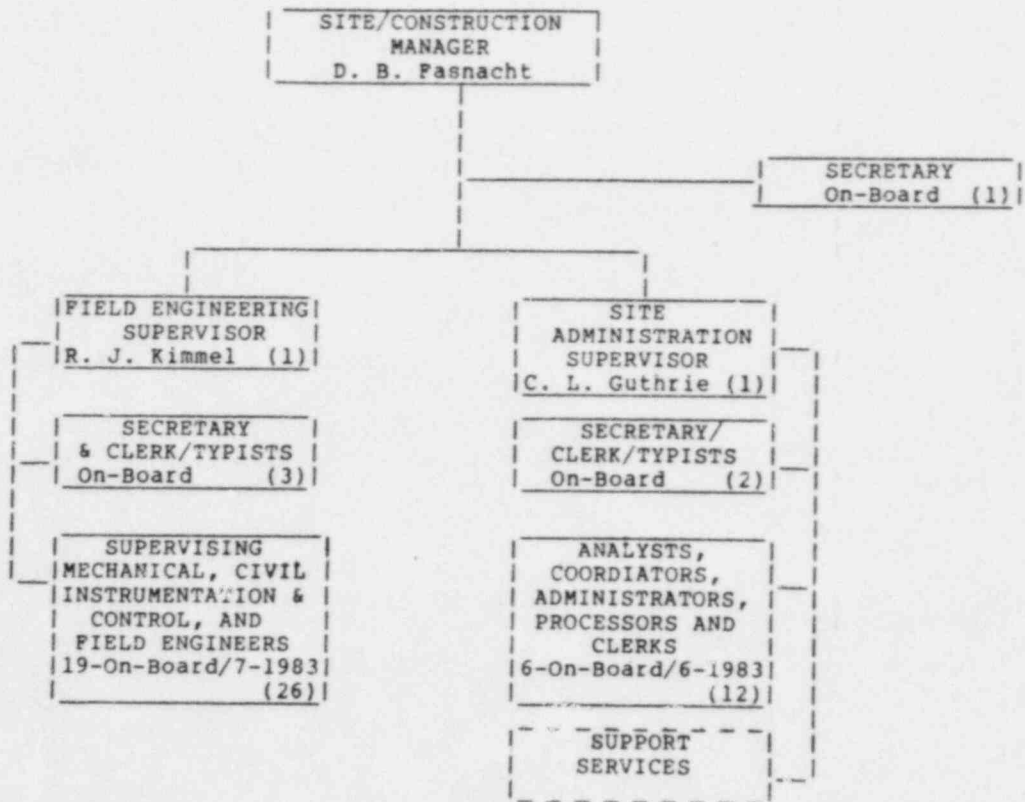 SITE/CONSTRUCTION
MANAGER
D. B. Fasnacht
SECRETARY
On-Board (1)
FIELD ENGINEERING
SUPERVISOR
R. J. Kimmel (1)
SITE
ADMINISTRATION
SUPERVISOR
C. L. Guthrie (1)
SECRETARY
& CLERK/TYPISTS
On-Board (3)
SECRETARY/
CLERK/TYPISTS
On-Board (2)
SUPERVISING
MECHANICAL, CIVIL
INSTRUMENTATION &
CONTROL, AND
FIELD ENGINEERS
19-On-Board/7-1983
(26)
ANALYSTS,
COORDIATORS,
ADMINISTRATORS,
PROCESSORS AND
CLERKS
6-On-Board/6-1983
(12)
SUPPORT
SERVICES